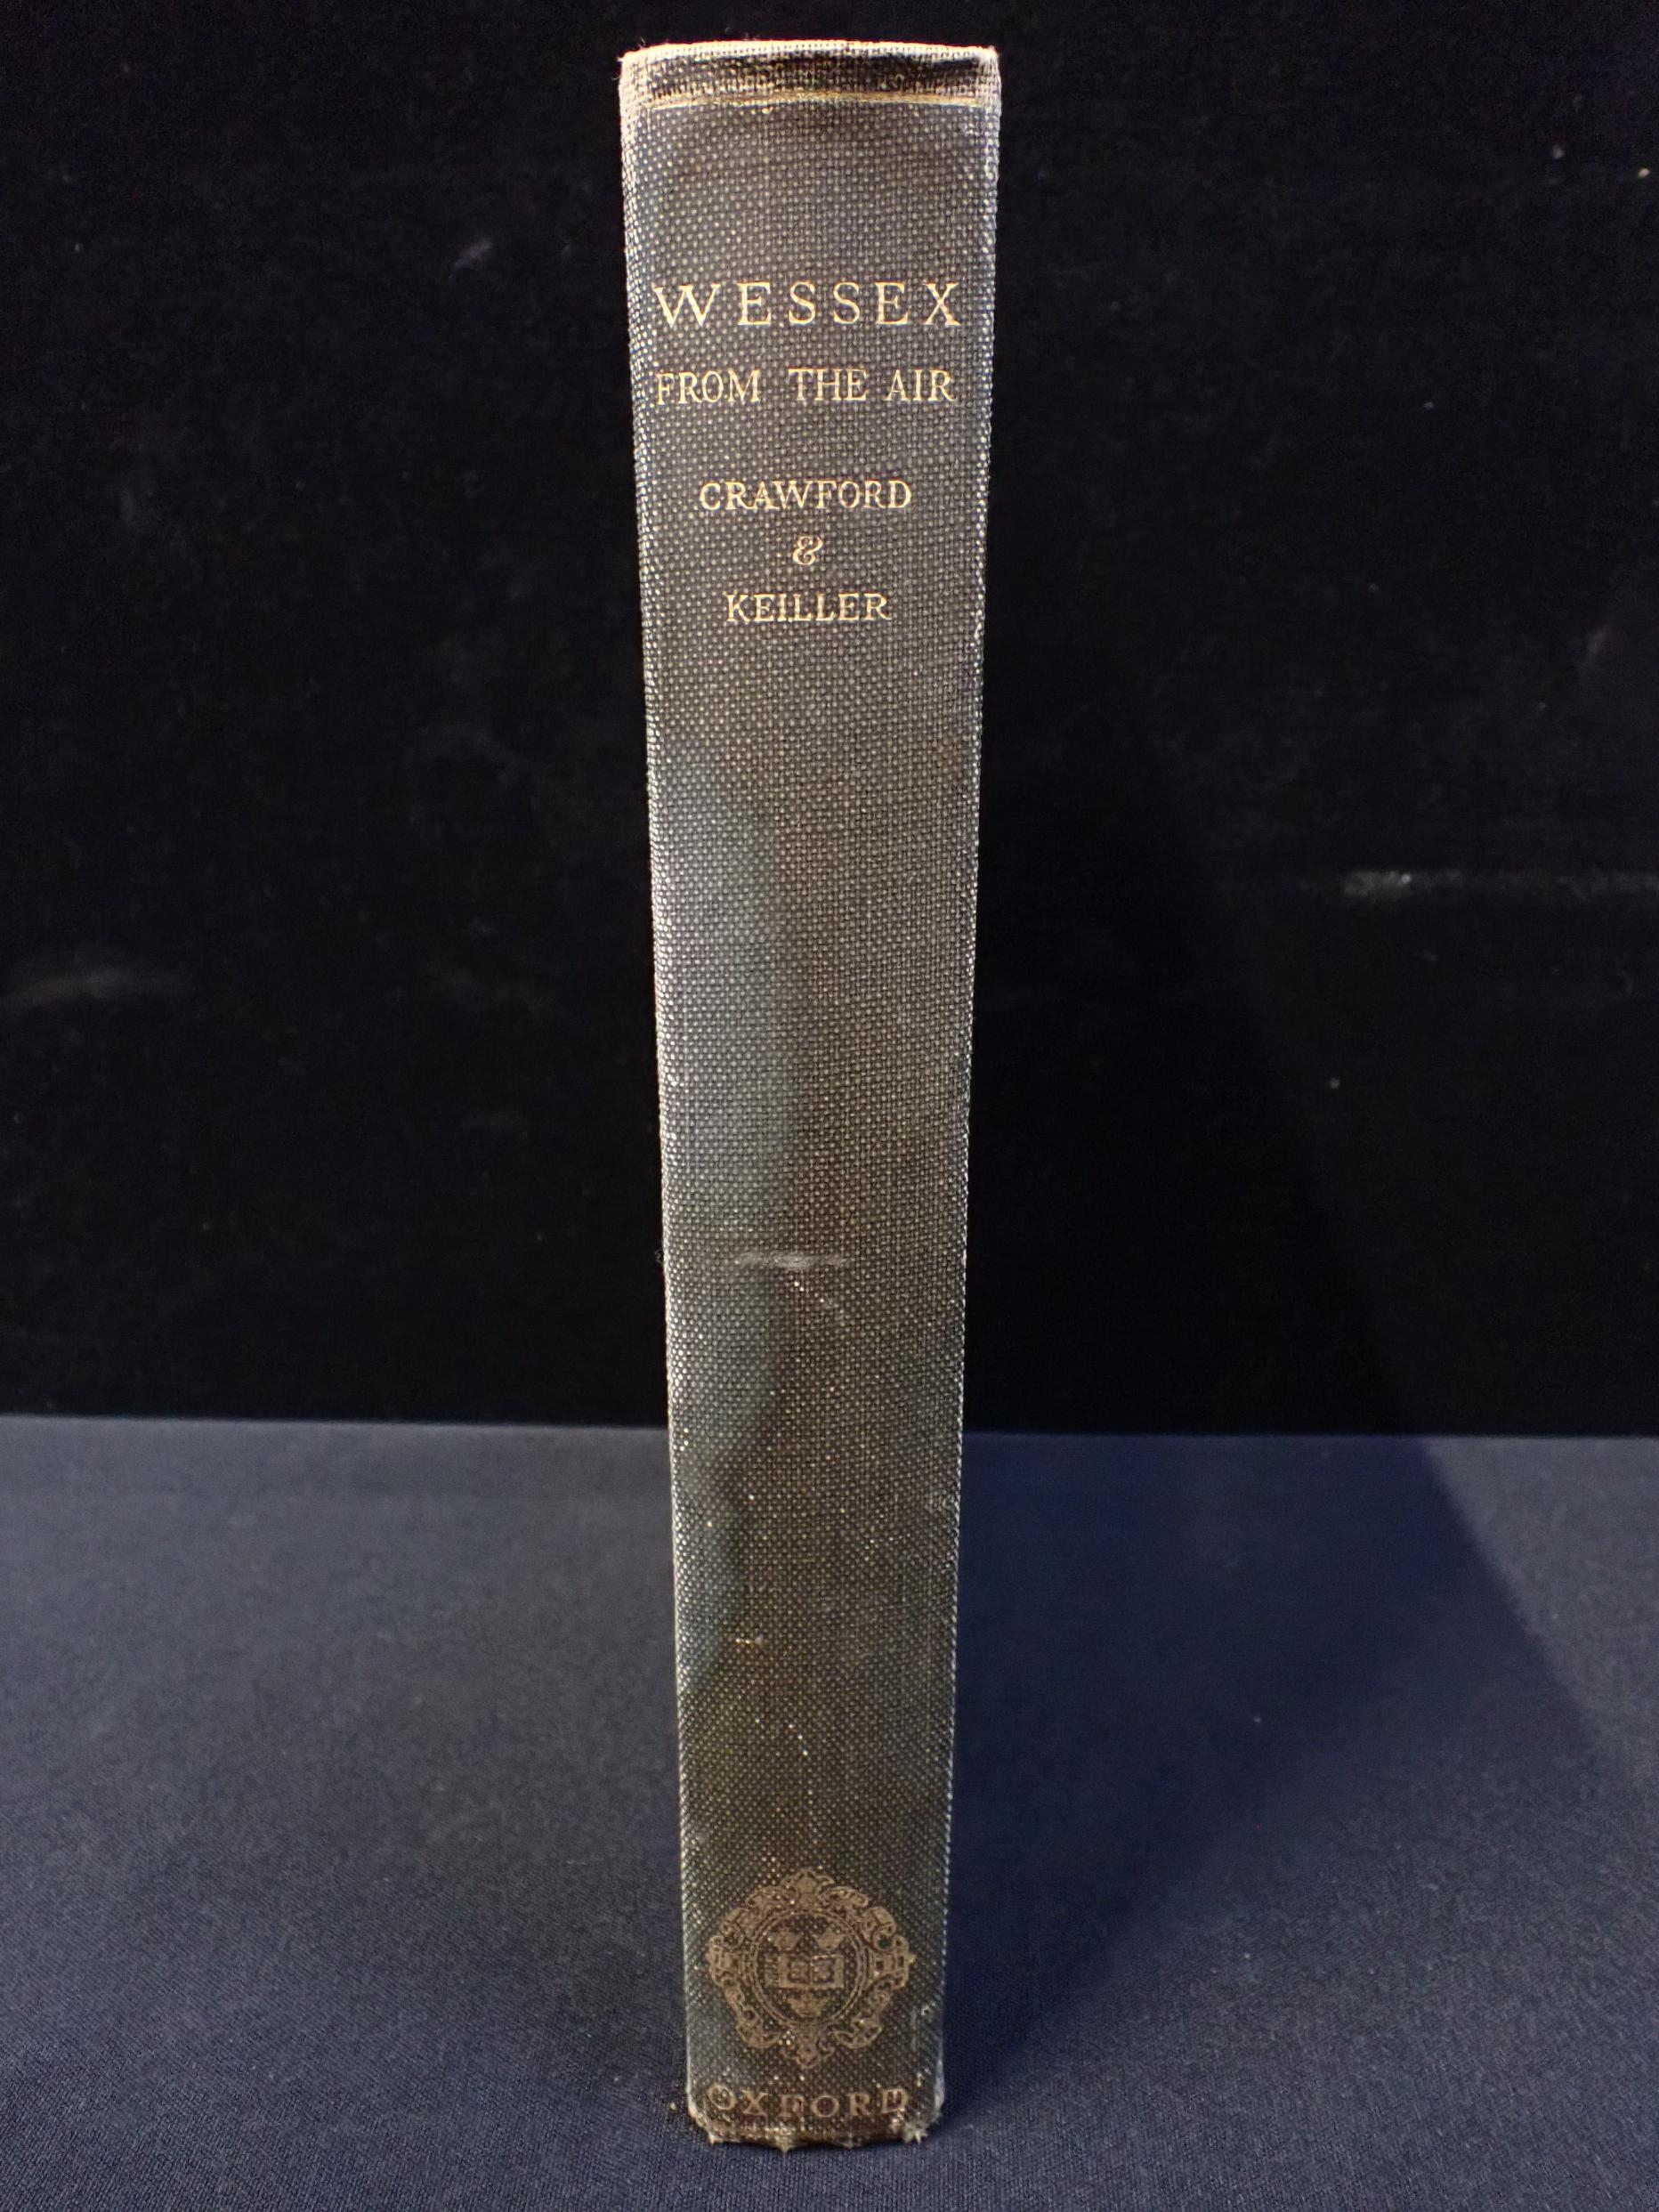 WESSEX
FROM THE AIR
CRAWFORD
&
KEILLER
OXFORD